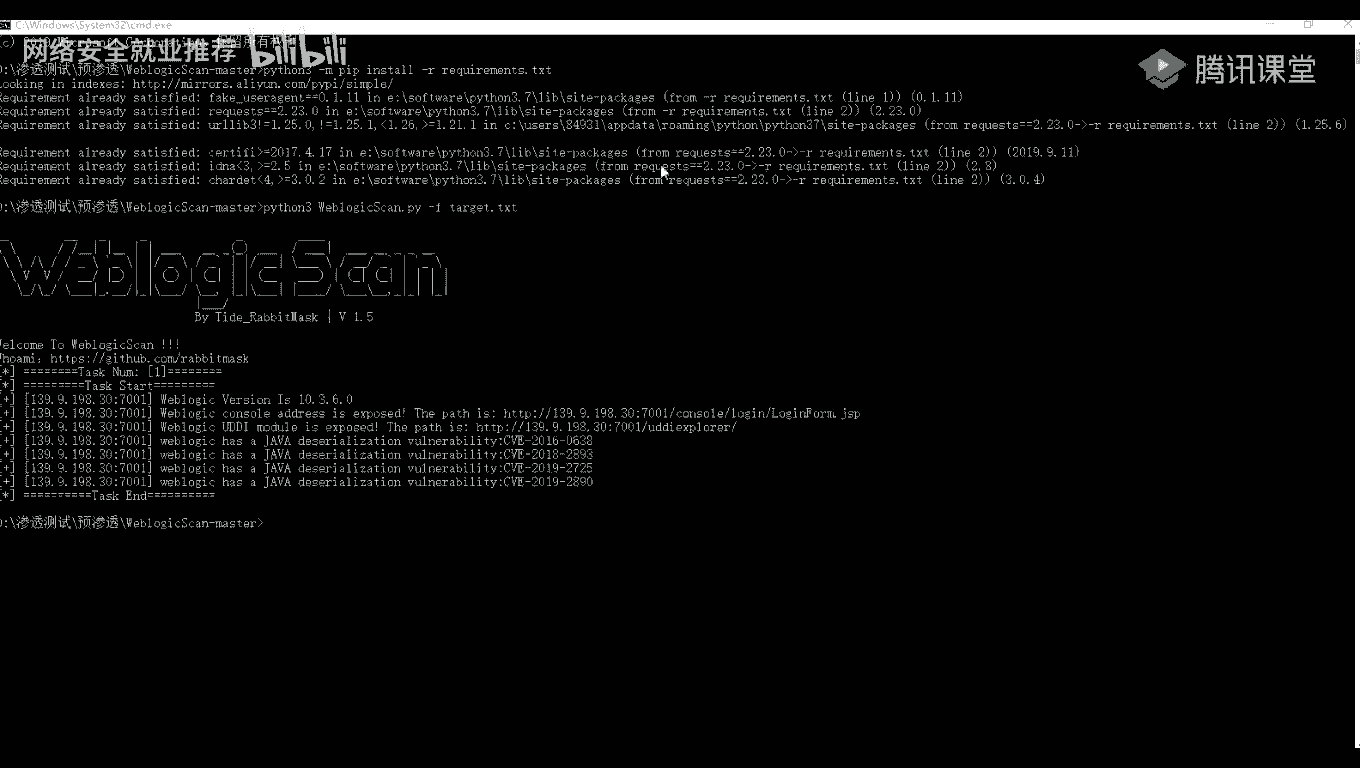 C:\Windows\System32\cmd.exe
网络安全就业推荐 bilibili
腾讯课堂
D:\渗透测试\预渗透\WeblogicScan-master>python3 -m pip install -r requirements.txt
Looking in indexes: http://mirrors.aliyun.com/pypi/simple/
Requirement already satisfied: fake_useragent==0.1.11 in e:\software\python3.7\lib\site-packages (from -r requirements.txt (line 1)) (0.1.11)
Requirement already satisfied: requests==2.23.0 in e:\software\python3.7\lib\site-packages (from -r requirements.txt (line 2)) (2.23.0)
Requirement already satisfied: urllib3!=1.25.0,!=1.25.1,<1.26,>=1.21.1 in c:\users\84931\appdata\roaming\python\python37\site-packages (from requests==2.23.0->-r requirements.txt (line 2)) (1.25.6)
Requirement already satisfied: certifi>=2017.4.17 in e:\software\python3.7\lib\site-packages (from requests==2.23.0->-r requirements.txt (line 2)) (2019.9.11)
Requirement already satisfied: idna<3,>=2.5 in e:\software\python3.7\lib\site-packages (from requests==2.23.0->-r requirements.txt (line 2)) (2.8)
Requirement already satisfied: chardet<4,>=3.0.2 in e:\software\python3.7\lib\site-packages (from requests==2.23.0->-r requirements.txt (line 2)) (3.0.4)
D:\渗透测试\预渗透\WeblogicScan-master>python3 WeblogicScan.py -f target.txt
Weblogic Scan
By Tide_RabbitMask | V 1.5
Welcome To WeblogicScan !!!
Whoami: https://github.com/rabbitmask
[*] ========Task Num: [1]========
[*] =========Task Start=========
[+] [139.9.198.30:7001] Weblogic Version Is 10.3.6.0
[+] [139.9.198.30:7001] Weblogic console address is exposed! The path is: http://139.9.198.30:7001/console/login/LoginForm.jsp
[+] [139.9.198.30:7001] Weblogic UDDI module is exposed! The path is: http://139.9.198.30:7001/uddiexplorer/
[+] [139.9.198.30:7001] weblogic has a JAVA deserialization vulnerability:CVE-2016-0638
[+] [139.9.198.30:7001] weblogic has a JAVA deserialization vulnerability:CVE-2018-2893
[+] [139.9.198.30:7001] weblogic has a JAVA deserialization vulnerability:CVE-2019-2725
[+] [139.9.198.30:7001] weblogic has a JAVA deserialization vulnerability:CVE-2019-2890
[*] ==========Task End==========
D:\渗透测试\预渗透\WeblogicScan-master>